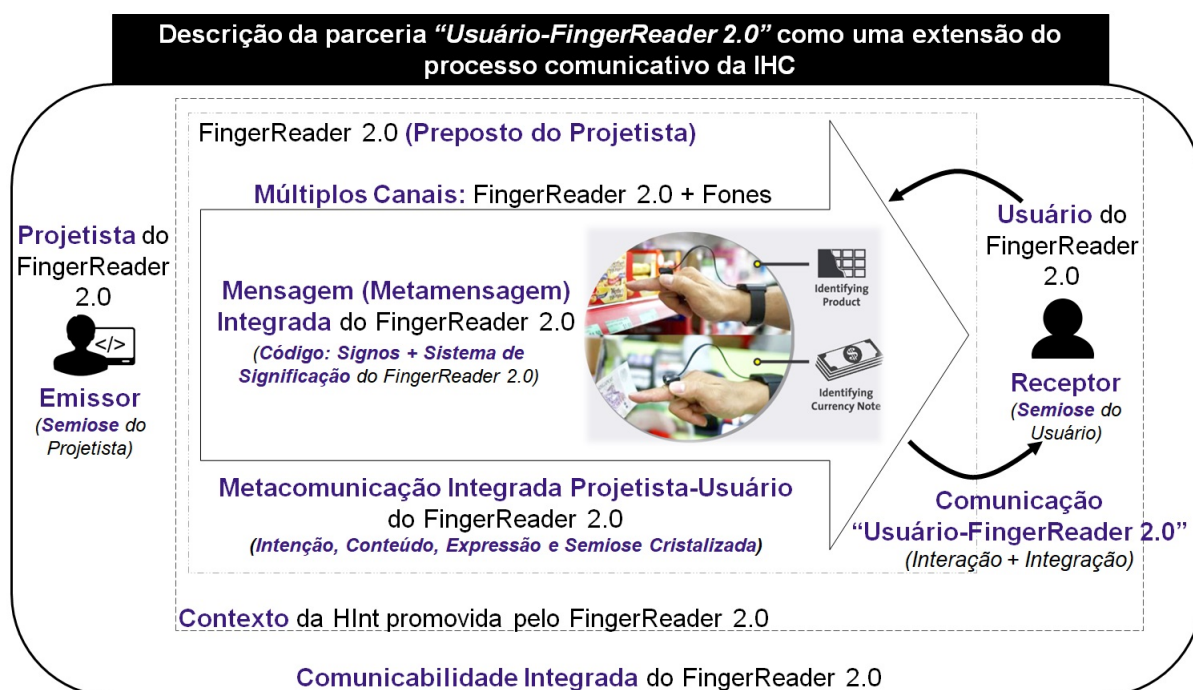 Descrição da parceria “Usuário-FingerReader 2.0” como uma extensão do
processo comunicativo da IHC
FingerReader 2.0 (Preposto do Projetista)
Múltiplos Canais: FingerReader 2.0 + Fones
Projetista do
FingerReader
2.0
</>
Emissor
(Semiose do
Projetista)
Mensagem (Metamensagem)
Integrada do FingerReader 2.0
(Código: Signos + Sistema de
Significação do FingerReader 2.0)
Identifying
Product
Identifying
Currency Note
Usuário do
FingerReader
2.0
Receptor
(Semiose do
Usuário)
Metacomunicação Integrada Projetista-Usuário
do FingerReader 2.0
(Intenção, Conteúdo, Expressão e Semiose Cristalizada)
Comunicação
“Usuário-FingerReader 2.0”
(Interação + Integração)
Contexto da HInt promovida pelo FingerReader 2.0
Comunicabilidade Integrada do FingerReader 2.0